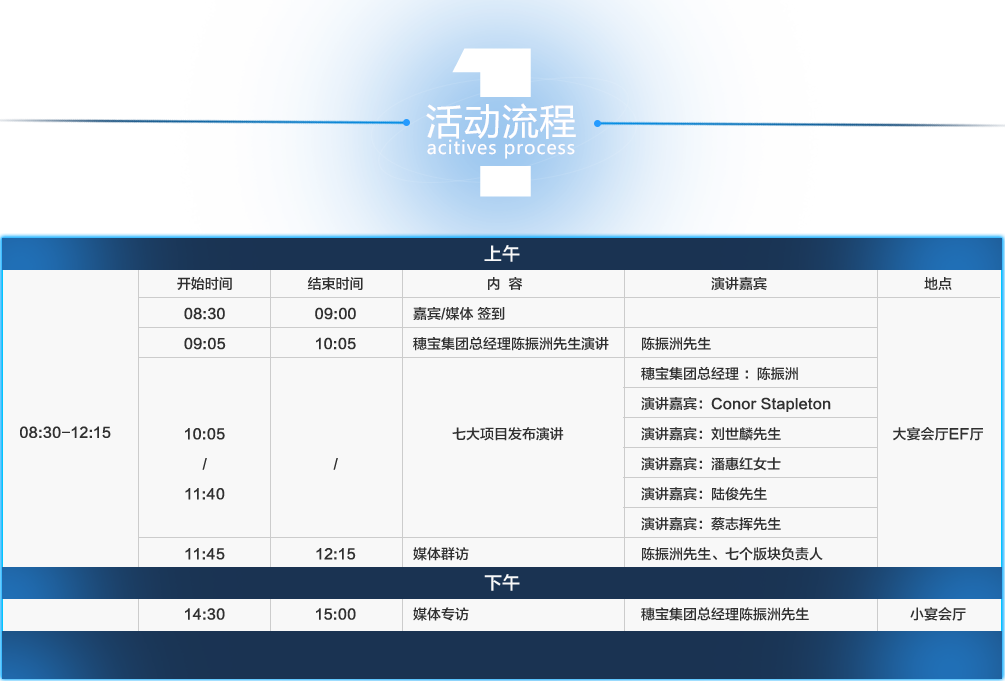 活动流程
acitives process
上午
开始时间 结束时间 内 容 演讲嘉宾 地点
08:30 09:00 嘉宾/媒体 签到
09:05 10:05 穗宝集团总经理陈振洲先生演讲 陈振洲先生
穗宝集团总经理 ：陈振洲
演讲嘉宾：Conor Stapleton
08:30-12:15 10:05 七大项目发布演讲 演讲嘉宾：刘世麟先生 大宴会厅EF厅
/ / 演讲嘉宾：潘惠红女士
11:40 演讲嘉宾：陆俊先生
演讲嘉宾：蔡志挥先生
11:45 12:15 媒体群访 陈振洲先生、七个版块负责人
下午
14:30 15:00 媒体专访 穗宝集团总经理陈振洲先生 小宴会厅